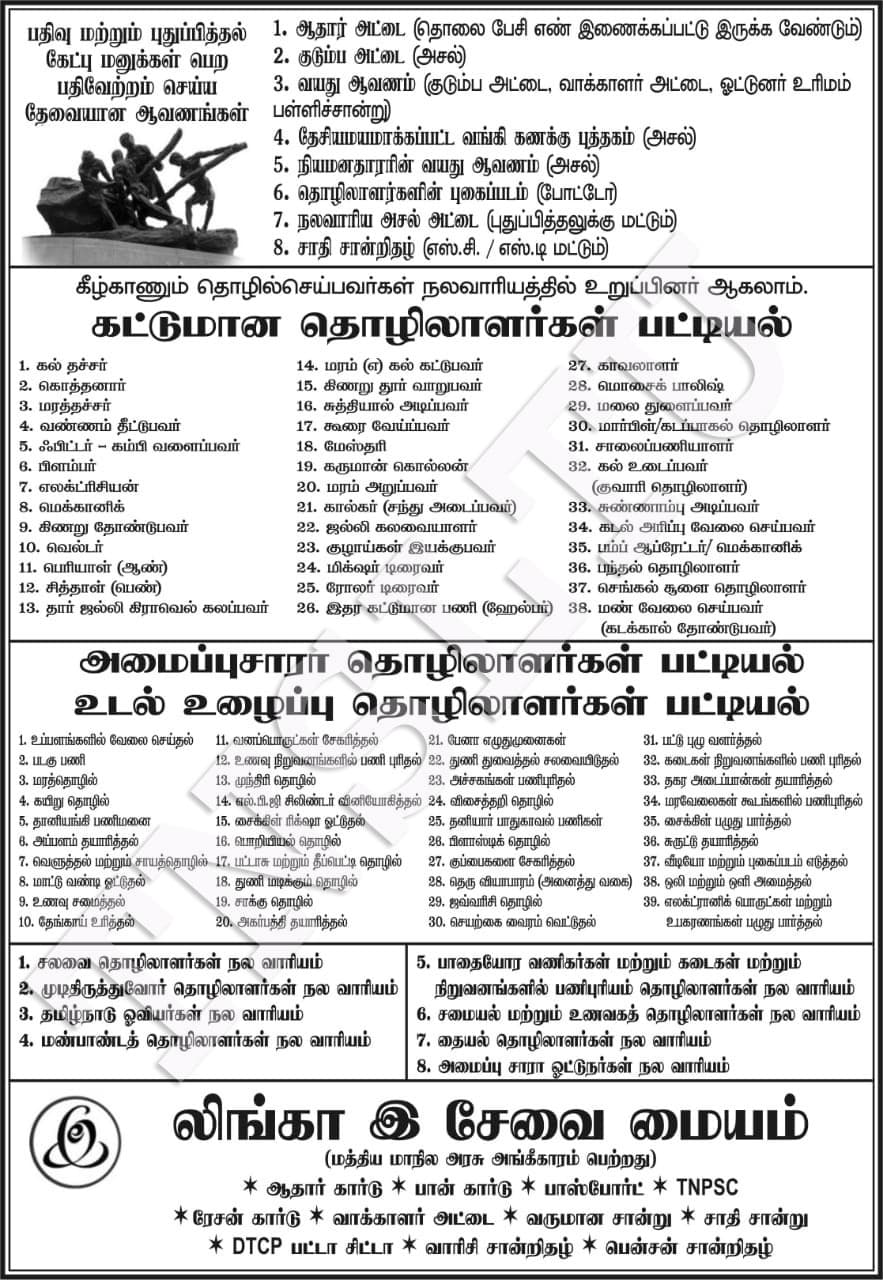 பதிவு மற்றும் புதுப்பித்தல்
கேட்பு மனுக்கள் பெற
பதிவேற்றம் செய்ய
தேவையான ஆவணங்கள்
1. ஆதார் அட்டை (தொலை பேசி எண் இணைக்கப்பட்டு இருக்க வேண்டும்)
2. குடும்ப அட்டை (அசல்)
3. வயது ஆவணம் (குடும்ப அட்டை, வாக்காளர் அட்டை, ஓட்டுனர் உரிமம்
பள்ளிச்சான்று)
4. தேசியமயமாக்கப்பட்ட வங்கி கணக்கு புத்தகம் (அசல்)
5. நியமனதாரரின் வயது ஆவணம் (அசல்)
6. தொழிலாளர்களின் புகைப்படம் (போட்டோ)
7. நலவாரிய அசல் அட்டை (புதுப்பித்தலுக்கு மட்டும்)
8. சாதி சான்றிதழ் (எஸ்.சி. / எஸ்.டி மட்டும்)
கீழ்காணும் தொழில்செய்பவர்கள் நலவாரியத்தில் உறுப்பினர் ஆகலாம்.
கட்டுமான தொழிலாளர்கள் பட்டியல்
1. கல் தச்சர்
2. கொத்தனார்
3. மரத்தச்சர்
4. வண்ணம் தீட்டுபவர்
5. ஃபிட்டர் – கம்பி வளைப்பவர்
6. பிளம்பர்
7. எலக்ட்ரிசியன்
8. மெக்கானிக்
9. கிணறு தோண்டுபவர்
10. வெல்டர்
11. பெரியாள் (ஆண்)
12. சித்தாள் (பெண்)
13. தார் ஜல்லி கிராவெல் கலப்பவர்
14. மரம் (எ) கல் கட்டுபவர்
15. கிணறு தூர் வாறுபவர்
16. சுத்தியால் அடிப்பவர்
17. கூரை வேய்ப்பவர்
18. மேஸ்தரி
19. கருமான் கொல்லன்
20. மரம் அறுப்பவர்
21. கால்கர் (சந்து அடைப்பவர்)
22. ஜல்லி கலவையாளர்
23. குழாய்கள் இயக்குபவர்
24. மிக்ஷர் டிரைவர்
25. ரோலர் டிரைவர்
26. இதர கட்டுமான பணி (ஹேல்பர்)
27. காவலாளர்
28. மொசைக் பாலிஷ்
29. மலை துளைப்பவர்
30. மார்பிள்/கடப்பாகல் தொழிலாளர்
31. சாலைப்பணியாளர்
32. கல் உடைப்பவர்
(குவாரி தொழிலாளர்)
33. சுண்ணாம்பு அடிப்பவர்
34. கடல் அரிப்பு வேலை செய்பவர்
35. பம்ப் ஆப்ரேட்டர்/ மெக்கானிக்
36. பந்தல் தொழிலாளர்
37. செங்கல் சூளை தொழிலாளர்
38. மண் வேலை செய்பவர்
(கடக்கால் தோண்டுபவர்)
அமைப்புசாரா தொழிலாளர்கள் பட்டியல்
உடல் உழைப்பு தொழிலாளர்கள் பட்டியல்
1. உப்பளங்களில் வேலை செய்தல்
2. படகு பணி
3. மரத்தொழில்
4. கயிறு தொழில்
5. தானியங்கி பணிமனை
6. அப்பளம் தயாரித்தல்
7. வெளுத்தல் மற்றும் சாயத்தொழில்
8. மாட்டு வண்டி ஓட்டுதல்
9. உணவு சமைத்தல்
10. தேங்காய் உரித்தல்
11. வனப்பொருட்கள் சேகரித்தல்
12. உணவு நிறுவனங்களில் பணி புரிதல்
13. முந்திரி தொழில்
14. எல்.பி.ஜி சிலிண்டர் வினியோகித்தல்
15. சைக்கிள் ரிக்ஷா ஓட்டுதல்
16. பொறியியல் தொழில்
17. பட்டாசு மற்றும் தீப்பெட்டி தொழில்
18. துணி மடிக்கும் தொழில்
19. சாக்கு தொழில்
20. அகர்பத்தி தயாரித்தல்
21. பேனா எழுதுமுனைகள்
22. துணி துவைத்தல் சலவையிடுதல்
23. அச்சகங்கள் பணிபுரிதல்
24. விசைத்தறி தொழில்
25. தனியார் பாதுகாவல் பணிகள்
26. பிளாஸ்டிக் தொழில்
27. குப்பைகளை சேகரித்தல்
28. தெரு வியாபாரம் (அனைத்து வகை)
29. ஜவ்வரிசி தொழில்
30. செயற்கை வைரம் வெட்டுதல்
31. பட்டு புழு வளர்த்தல்
32. கடைகள் நிறுவனங்களில் பணி புரிதல்
33. தகர அடைப்பான்கள் தயாரித்தல்
34. மரவேலைகள் கூடங்களில் பணிபுரிதல்
35. சைக்கிள் பழுது பார்த்தல்
36. சுருட்டு தயாரித்தல்
37. வீடியோ மற்றும் புகைப்படம் எடுத்தல்
38. ஒலி மற்றும் ஒளி அமைத்தல்
39. எலக்ட்ரானிக் பொருட்கள் மற்றும்
உபகரணங்கள் பழுது பார்த்தல்
1. சலவை தொழிலாளர்கள் நல வாரியம்
2. முடிதிருத்துவோர் தொழிலாளர்கள் நல வாரியம்
3. தமிழ்நாடு ஓவியர்கள் நல வாரியம்
4. மண்பாண்டத் தொழிலாளர்கள் நல வாரியம்
5. பாதையோர வணிகர்கள் மற்றும் கடைகள் மற்றும்
நிறுவனங்களில் பணிபுரியும் தொழிலாளர்கள் நல வாரியம்
6. சமையல் மற்றும் உணவகத் தொழிலாளர்கள் நல வாரியம்
7. தையல் தொழிலாளர்கள் நல வாரியம்
8. அமைப்பு சாரா ஓட்டுநர்கள் நல வாரியம்
லிங்கா இ சேவை மையம்
(மத்திய மாநில அரசு அங்கீகாரம் பெற்றது)
✶ ஆதார் கார்டு ✶ பான் கார்டு ✶ பாஸ்போர்ட் ✶ TNPSC
✶ ரேசன் கார்டு ✶ வாக்காளர் அட்டை ✶ வருமான சான்று ✶ சாதி சான்று
✶ DTCP பட்டா சிட்டா ✶ வாரிசி சான்றிதழ் ✶ பென்சன் சான்றிதழ்
TNSLTU